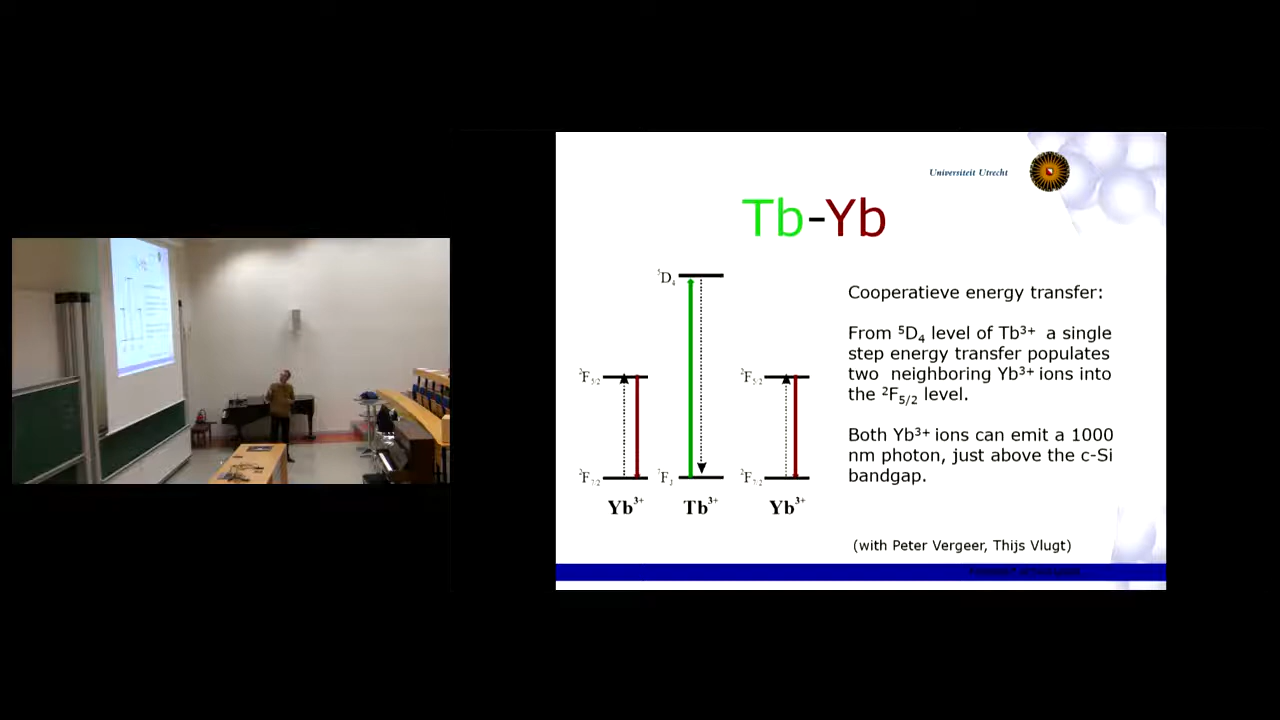 Universiteit Utrecht
Tb-Yb
⁵D₄
²F₅/₂
²F₅/₂
²F₇/₂
⁷F_J
²F₇/₂
Yb³⁺
Tb³⁺
Yb³⁺
Cooperatieve energy transfer:
From ⁵D₄ level of Tb³⁺ a single
step energy transfer populates
two neighboring Yb³⁺ ions into
the ²F₅/₂ level.
Both Yb³⁺ ions can emit a 1000
nm photon, just above the c-Si
bandgap.
(with Peter Vergeer, Thijs Vlugt)